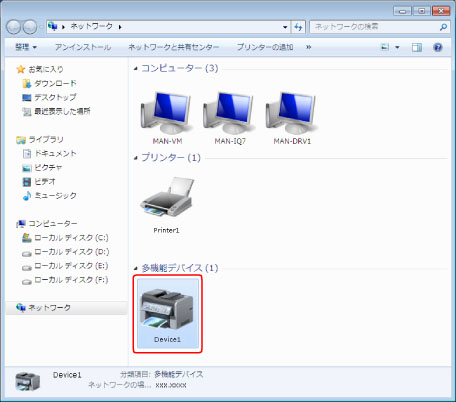 ネットワーク
ネットワークの検索
整理 アンインストール ネットワークと共有センター プリンターの追加 »
お気に入り
ダウンロード
デスクトップ
最近表示した場所
ライブラリ
ドキュメント
ピクチャ
ビデオ
ミュージック
コンピューター
ローカル ディスク (C:)
ローカル ディスク (D:)
ローカル ディスク (E:)
ローカル ディスク (F:)
ネットワーク
コンピューター (3)
MAN-VM MAN-IQ7 MAN-DRV1
プリンター (1)
Printer1
多機能デバイス (1)
Device1
Device1 分類項目: 多機能デバイス
ネットワークの場... xxx.xxxxx